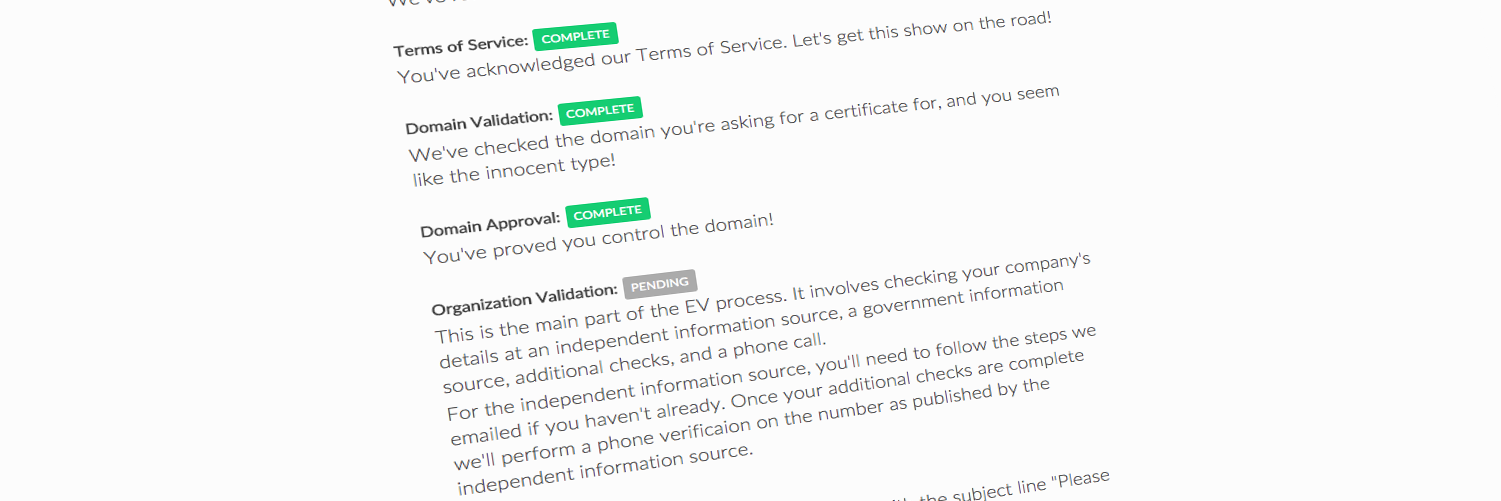 We've
Terms of Service: COMPLETE
You've acknowledged our Terms of Service. Let's get this show on the road!
Domain Validation: COMPLETE
We've checked the domain you're asking for a certificate for, and you seem
like the innocent type!
Domain Approval: COMPLETE
You've proved you control the domain!
Organization Validation: PENDING
This is the main part of the EV process. It involves checking your company's
details at an independent information source, a government information
source, additional checks, and a phone call.
For the independent information source, you'll need to follow the steps we
emailed if you haven't already. Once your additional checks are complete
we'll perform a phone verificaion on the number as published by the
independent information source.
the subject line "Please